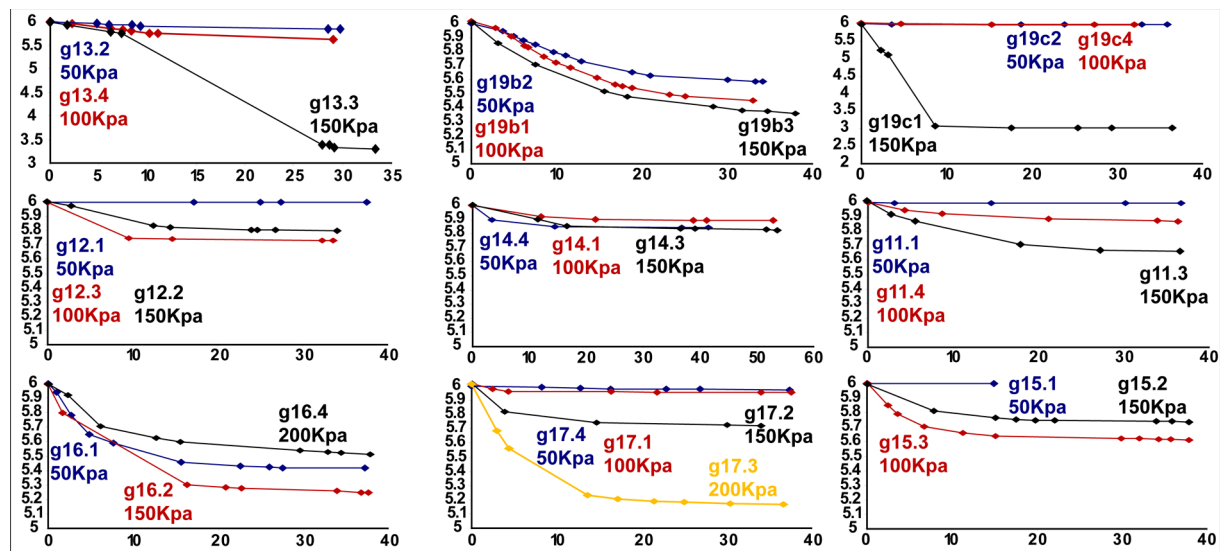 6
5.5
5
4.5
4
3.5
3
0 5 10 15 20 25 30 35
g13.2
50Kpa
g13.4
100Kpa
g13.3
150Kpa
6
5.9
5.8
5.7
5.6
5.5
5.4
5.3
5.2
5.1
5
0 10 20 30 40
g19b2
50Kpa
g19b1
100Kpa
g19b3
150Kpa
6
5.5
5
4.5
4
3.5
3
2.5
2
0 10 20 30 40
g19c2
50Kpa
g19c4
100Kpa
g19c1
150Kpa
6
5.9
5.8
5.7
5.6
5.5
5.4
5.3
5.2
5.1
5
0 10 20 30 40
g12.1
50Kpa
g12.3
100Kpa
g12.2
150Kpa
6
5.9
5.8
5.7
5.6
5.5
5.4
5.3
5.2
5.1
5
0 10 20 30 40 50 60
g14.4
50Kpa
g14.1
100Kpa
g14.3
150Kpa
6
5.9
5.8
5.7
5.6
5.5
5.4
5.3
5.2
5.1
5
0 10 20 30 40
g11.1
50Kpa
g11.4
100Kpa
g11.3
150Kpa
6
5.9
5.8
5.7
5.6
5.5
5.4
5.3
5.2
5.1
5
0 10 20 30 40
g16.4
200Kpa
g16.1
50Kpa
g16.2
150Kpa
6
5.9
5.8
5.7
5.6
5.5
5.4
5.3
5.2
5.1
5
0 10 20 30 40
g17.4
50Kpa
g17.1
100Kpa
g17.2
150Kpa
g17.3
200Kpa
6
5.9
5.8
5.7
5.6
5.5
5.4
5.3
5.2
5.1
5
0 10 20 30 40
g15.1
50Kpa
g15.2
150Kpa
g15.3
100Kpa